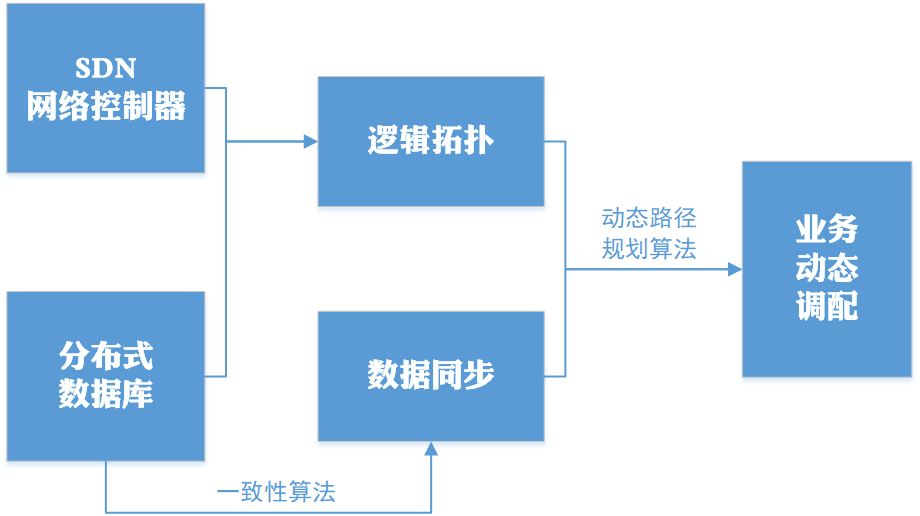 SDN
网络控制器
逻辑拓扑
动态路径
规划算法
业务
动态
调配
分布式
数据库
数据同步
一致性算法